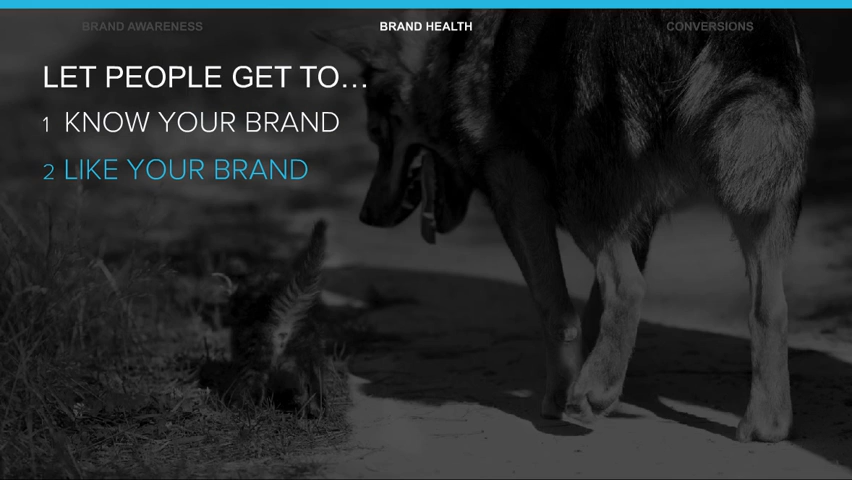 BRAND AWARENESS BRAND HEALTH CONVERSIONS
LET PEOPLE GET TO...
1 KNOW YOUR BRAND
2 LIKE YOUR BRAND